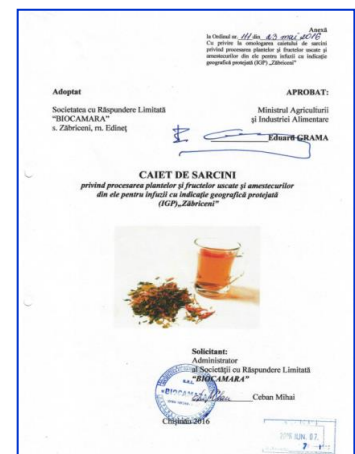 Anexă
la Ordinul nr. 111 din 23 mai 2016
Cu privire la omologarea caietului de sarcini
privind procesarea plantelor și fructelor uscate și
amestecurilor din ele pentru infuzii cu indicație
geografică protejată (IGP) „Zăbriceni”
Adoptat
APROBAT:
Societatea cu Răspundere Limitată
“BIOCAMARA”
s. Zăbriceni, rn. Edineț
Ministrul Agriculturii
și Industriei Alimentare
Eduard GRAMA
CAIET DE SARCINI
privind procesarea plantelor și fructelor uscate și amestecurilor
din ele pentru infuzii cu indicație geografică protejată
(IGP)„Zăbriceni”
Solicitant:
Administrator
al Societății cu Răspundere Limitată
“BIOCAMARA”
Ceban Mihai
Chișinău 2016
2016 IUN. 07.